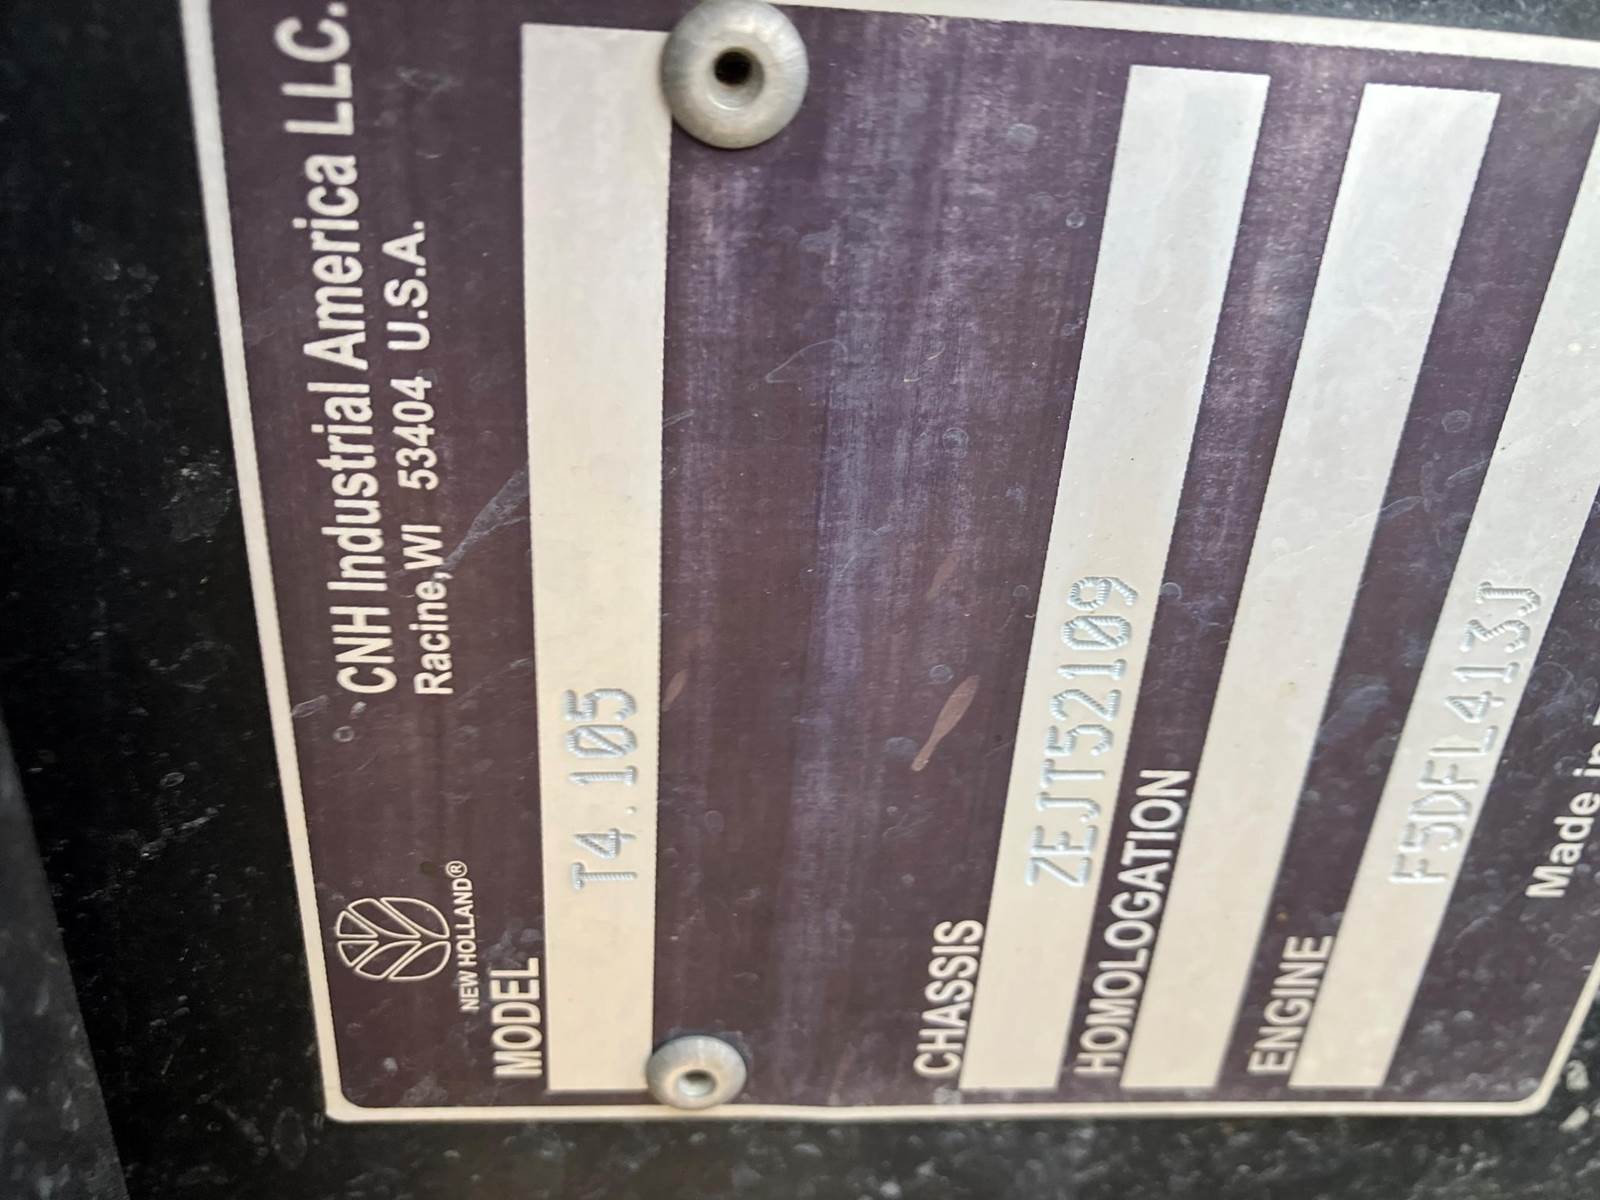 CNH Industrial America LLC.
Racine,WI 53404 U.S.A.
NEW HOLLAND®
MODEL
T4.105
CHASSIS
ZEJT52109
HOMOLOGATION
ENGINE
F5DFL413J
Made in